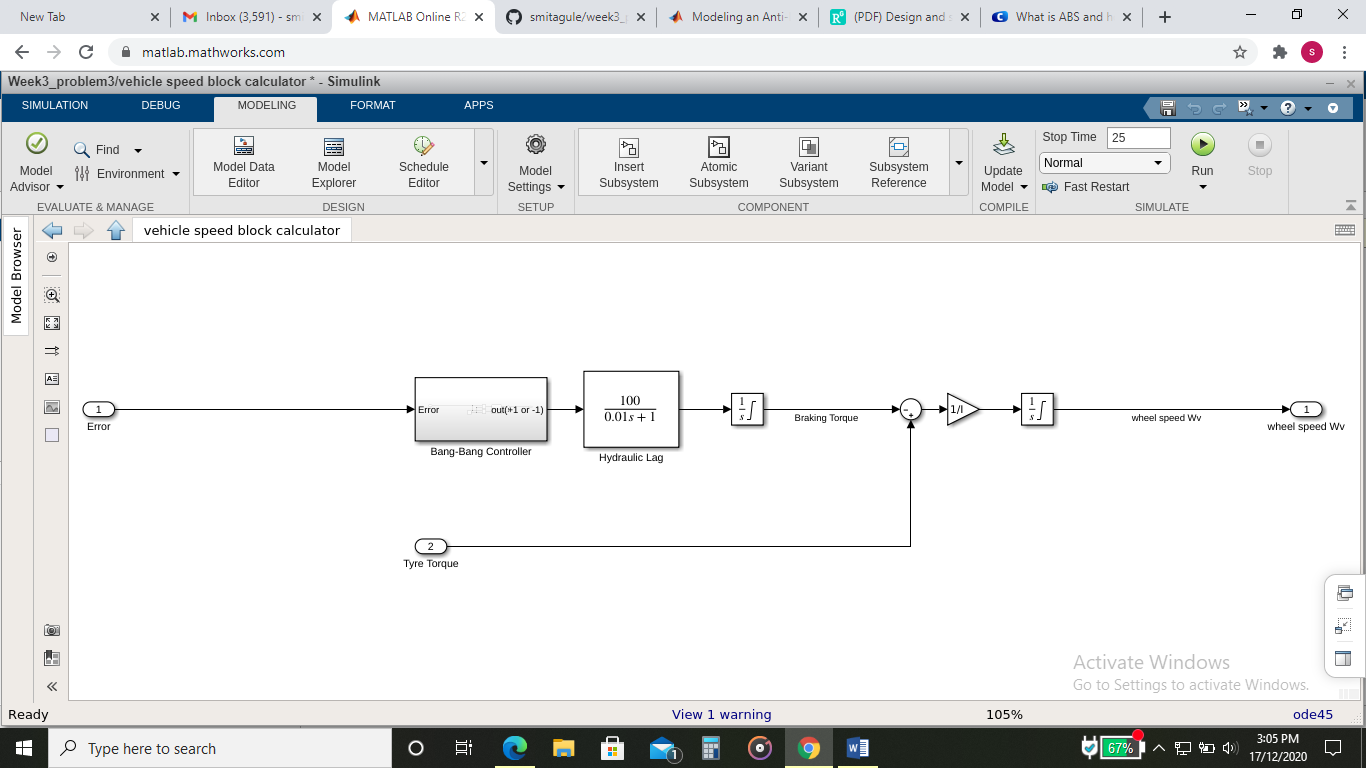 New Tab
Inbox (3,591) - sm
MATLAB Online R2
smitagule/week3_p
Modeling an Anti-
(PDF) Design and s
What is ABS and h
matlab.mathworks.com
s
Week3_problem3/vehicle speed block calculator * - Simulink
SIMULATION DEBUG MODELING FORMAT APPS
Model Advisor
Find
Environment
Model Data Editor
Model Explorer
Schedule Editor
Model Settings
Insert Subsystem
Atomic Subsystem
Variant Subsystem
Subsystem Reference
Update Model
Stop Time 25
Normal
Fast Restart
Run
Stop
EVALUATE & MANAGE DESIGN SETUP COMPONENT COMPILE SIMULATE
Model Browser
vehicle speed block calculator
1
Error
Error
out(+1 or -1)
Bang-Bang Controller
100
0.01s + 1
Hydraulic Lag
1
s
Braking Torque
1/I
1
s
wheel speed Wv
1
wheel speed Wv
2
Tyre Torque
Activate Windows
Go to Settings to activate Windows.
Ready
View 1 warning
105%
ode45
Type here to search
1
67%
3:05 PM
17/12/2020